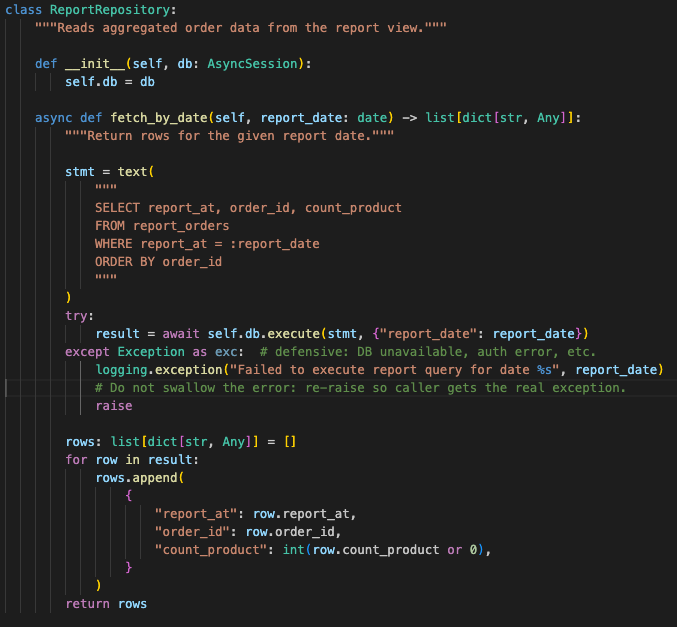 class ReportRepository:
    """Reads aggregated order data from the report view."""

    def __init__(self, db: AsyncSession):
        self.db = db

    async def fetch_by_date(self, report_date: date) -> list[dict[str, Any]]:
        """Return rows for the given report date."""

        stmt = text(
            """
            SELECT report_at, order_id, count_product
            FROM report_orders
            WHERE report_at = :report_date
            ORDER BY order_id
            """
        )
        try:
            result = await self.db.execute(stmt, {"report_date": report_date})
        except Exception as exc:  # defensive: DB unavailable, auth error, etc.
            logging.exception("Failed to execute report query for date %s", report_date)
            # Do not swallow the error: re-raise so caller gets the real exception.
            raise

        rows: list[dict[str, Any]] = []
        for row in result:
            rows.append(
                {
                    "report_at": row.report_at,
                    "order_id": row.order_id,
                    "count_product": int(row.count_product or 0),
                }
            )
        return rows